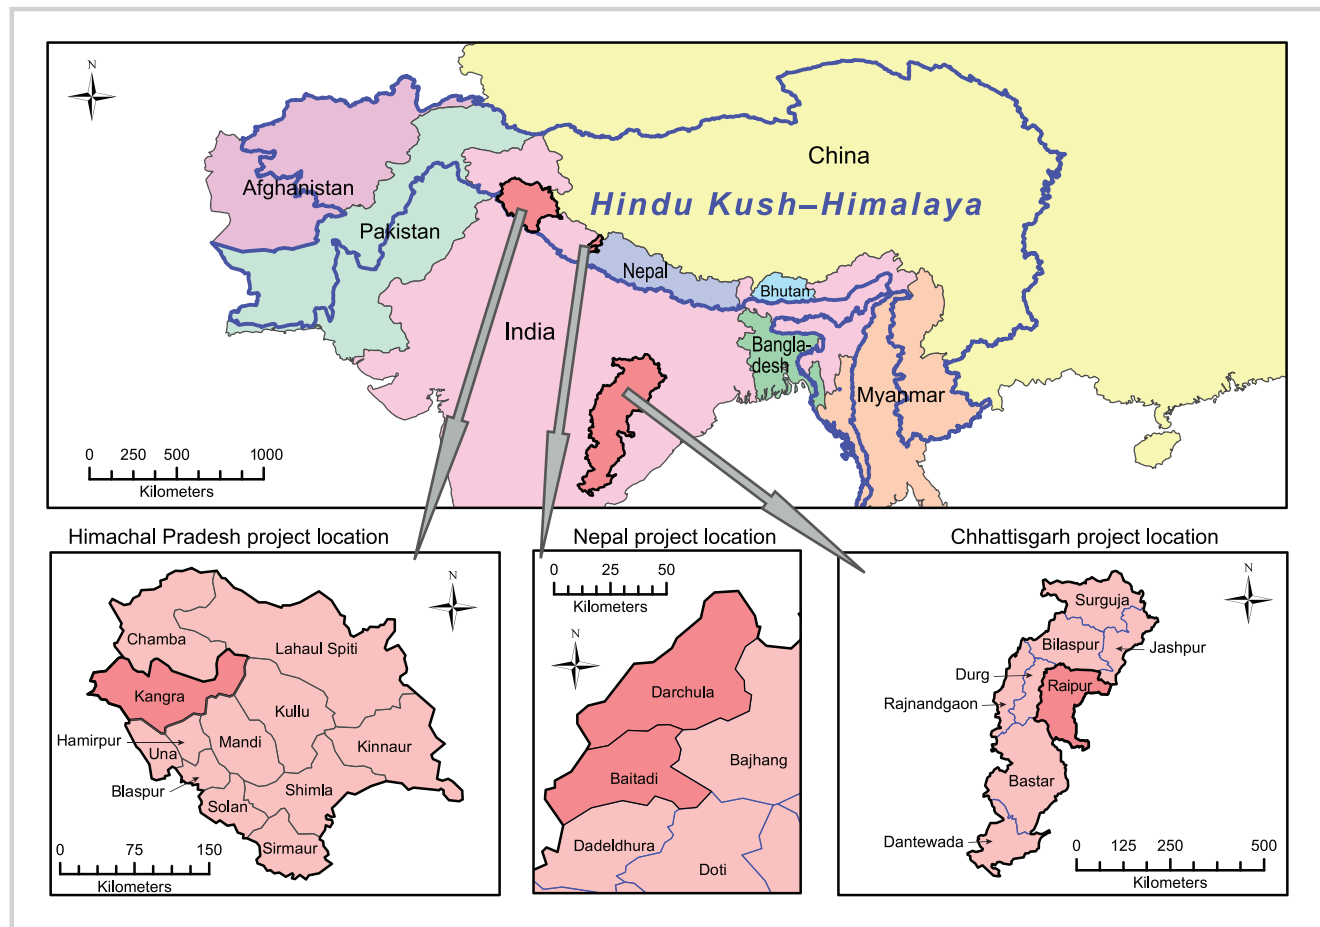 N
China
Afghanistan
Hindu Kush–Himalaya
Pakistan
Nepal
Bhutan
India
Bangla-
desh
Myanmar
0 250 500 1000
Kilometers
Himachal Pradesh project location
Nepal project location
Chhattisgarh project location
N
Chamba
Lahaul Spiti
Kangra
Kullu
Hamirpur
Una
Mandi
Kinnaur
Blaspur
Shimla
Solan
Sirmaur
0 75 150
Kilometers
0 25 50
Kilometers
N
Darchula
Bajhang
Baitadi
Dadeldhura
Doti
N
Surguja
Bilaspur
Jashpur
Durg
Raipur
Rajnandgaon
Bastar
Dantewada
0 125 250 500
Kilometers